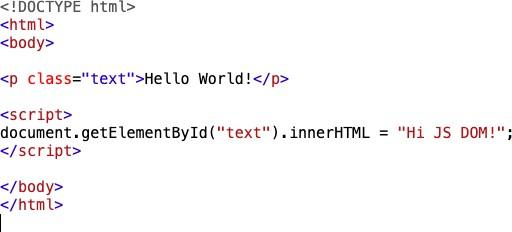 <!DOCTYPE html>
<html>
<body>
<p class="text">Hello World!</p>
<script>
document.getElementById("text").innerHTML = "Hi JS DOM!";
</script>
</body>
</html>